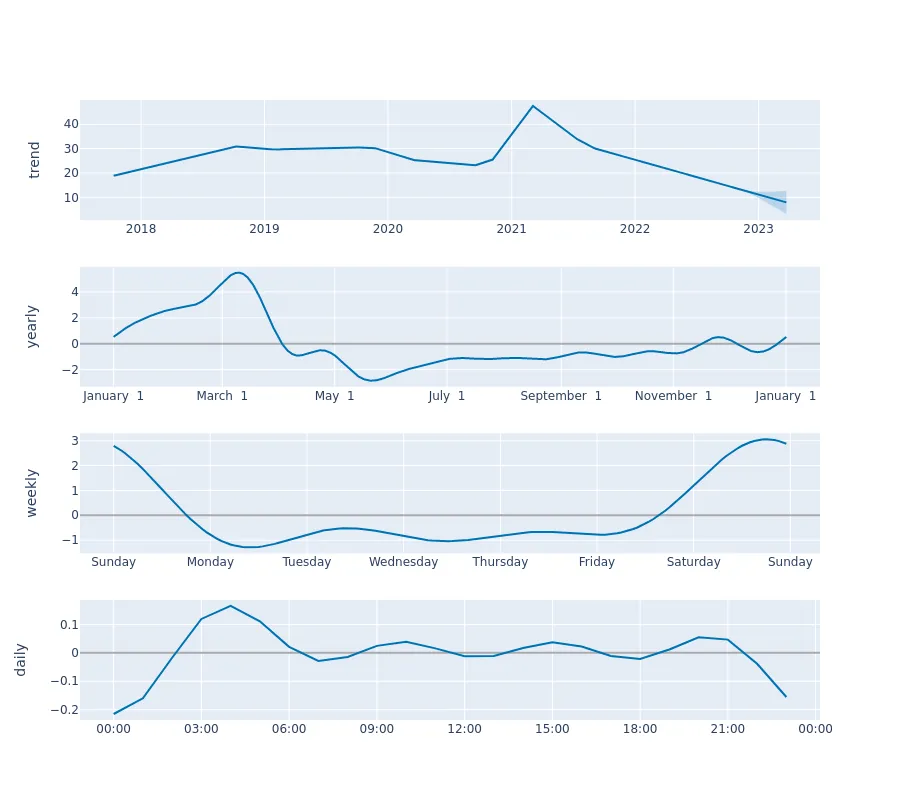 trend
40
30
20
10
2018 2019 2020 2021 2022 2023
yearly
4
2
0
−2
January 1 March 1 May 1 July 1 September 1 November 1 January 1
weekly
3
2
1
0
−1
Sunday Monday Tuesday Wednesday Thursday Friday Saturday Sunday
daily
0.1
0
−0.1
−0.2
00:00 03:00 06:00 09:00 12:00 15:00 18:00 21:00 00:00